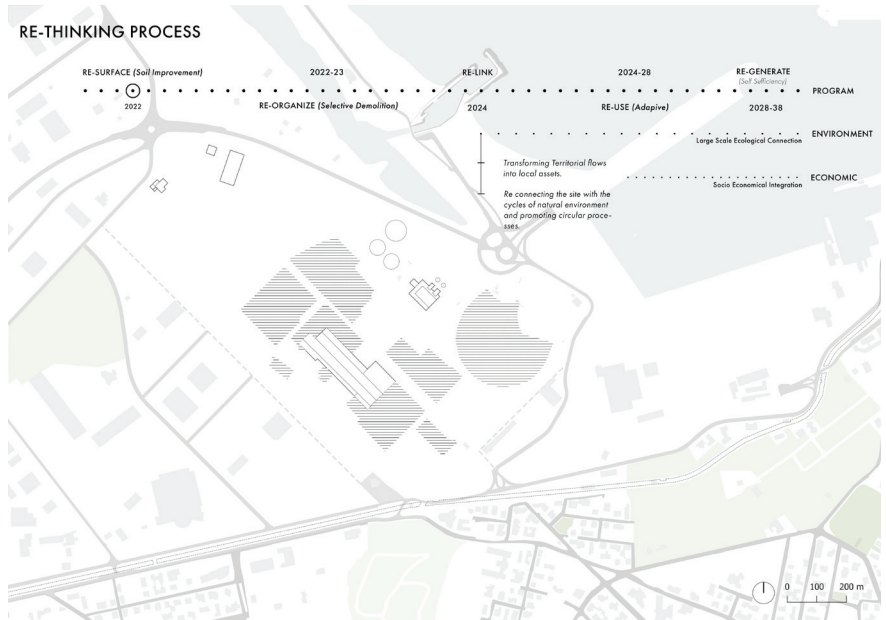 RE-THINKING PROCESS
RE-SURFACE (Soil Improvement)
2022-23
RE-LINK
2024-28
RE-GENERATE
(Self Sufficiency)
PROGRAM
2022
RE-ORGANIZE (Selective Demolition)
2024
RE-USE (Adapive)
2028-38
ENVIRONMENT
Large Scale Ecological Connection
Transforming Territorial flows
into local assets.
ECONOMIC
Socio Economical Integration
Re connecting the site with the
cycles of natural environment
and promoting circular proce-
sses.
0 100 200 m